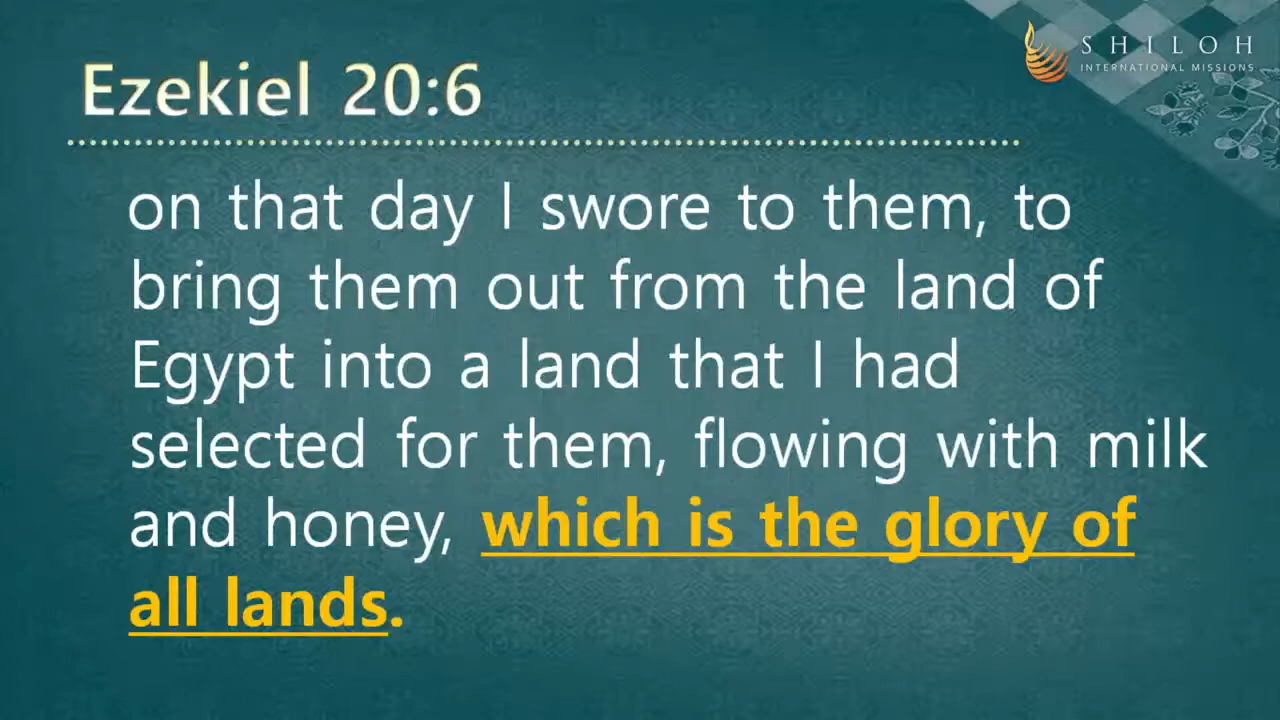 SHILOH
INTERNATIONAL MISSIONS
Ezekiel 20:6
on that day I swore to them, to
bring them out from the land of
Egypt into a land that I had
selected for them, flowing with milk
and honey, which is the glory of
all lands.